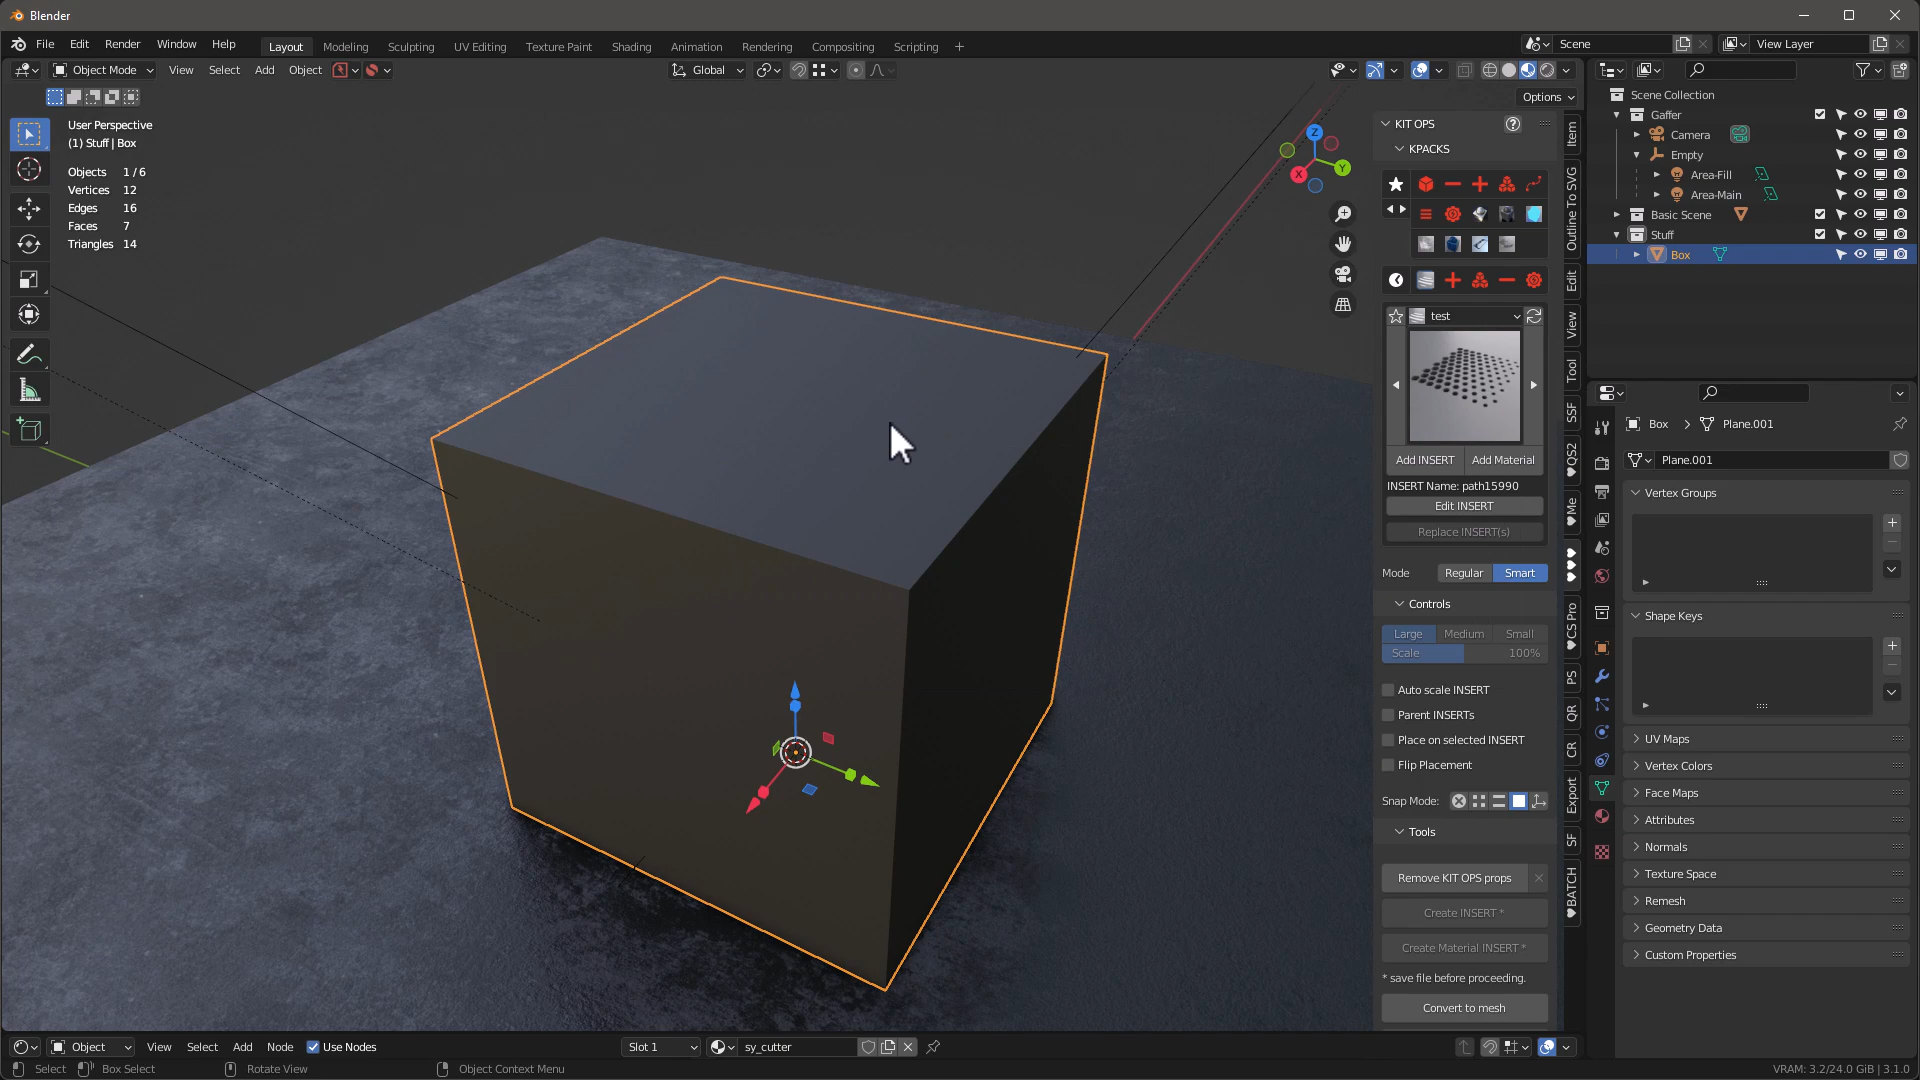 Blender
File Edit Render Window Help Layout Modeling Sculpting UV Editing Texture Paint Shading Animation Rendering Compositing Scripting + Scene View Layer
Object Mode View Select Add Object Global
Options
User Perspective
(1) Stuff | Box
Objects 1 / 6
Vertices 12
Edges 16
Faces 7
Triangles 14
Z
Y
X
KIT OPS
KPACKS
test
Add INSERT Add Material
INSERT Name: path15990
Edit INSERT
Replace INSERT(s)
Mode Regular Smart
Controls
Large Medium Small
Scale 100%
Auto scale INSERT
Parent INSERTs
Place on selected INSERT
Flip Placement
Snap Mode:
Tools
Remove KIT OPS props
Create INSERT *
Create Material INSERT *
* save file before proceeding.
Convert to mesh
Item
Outline To SVG
Edit
View
Tool
SSF
♥QS2
♥Me
♥♥♥
♥CS Pro
PS
QR
CR
Export
SF
♥BATCH
Scene Collection
Gaffer
Camera
Empty
Area-Fill
Area-Main
Basic Scene
Stuff
Box
Box > Plane.001
Plane.001
Vertex Groups
Shape Keys
UV Maps
Vertex Colors
Face Maps
Attributes
Normals
Texture Space
Remesh
Geometry Data
Custom Properties
Object View Select Add Node Use Nodes Slot 1 sy_cutter
Select Box Select Rotate View Object Context Menu VRAM: 3.2/24.0 GiB | 3.1.0